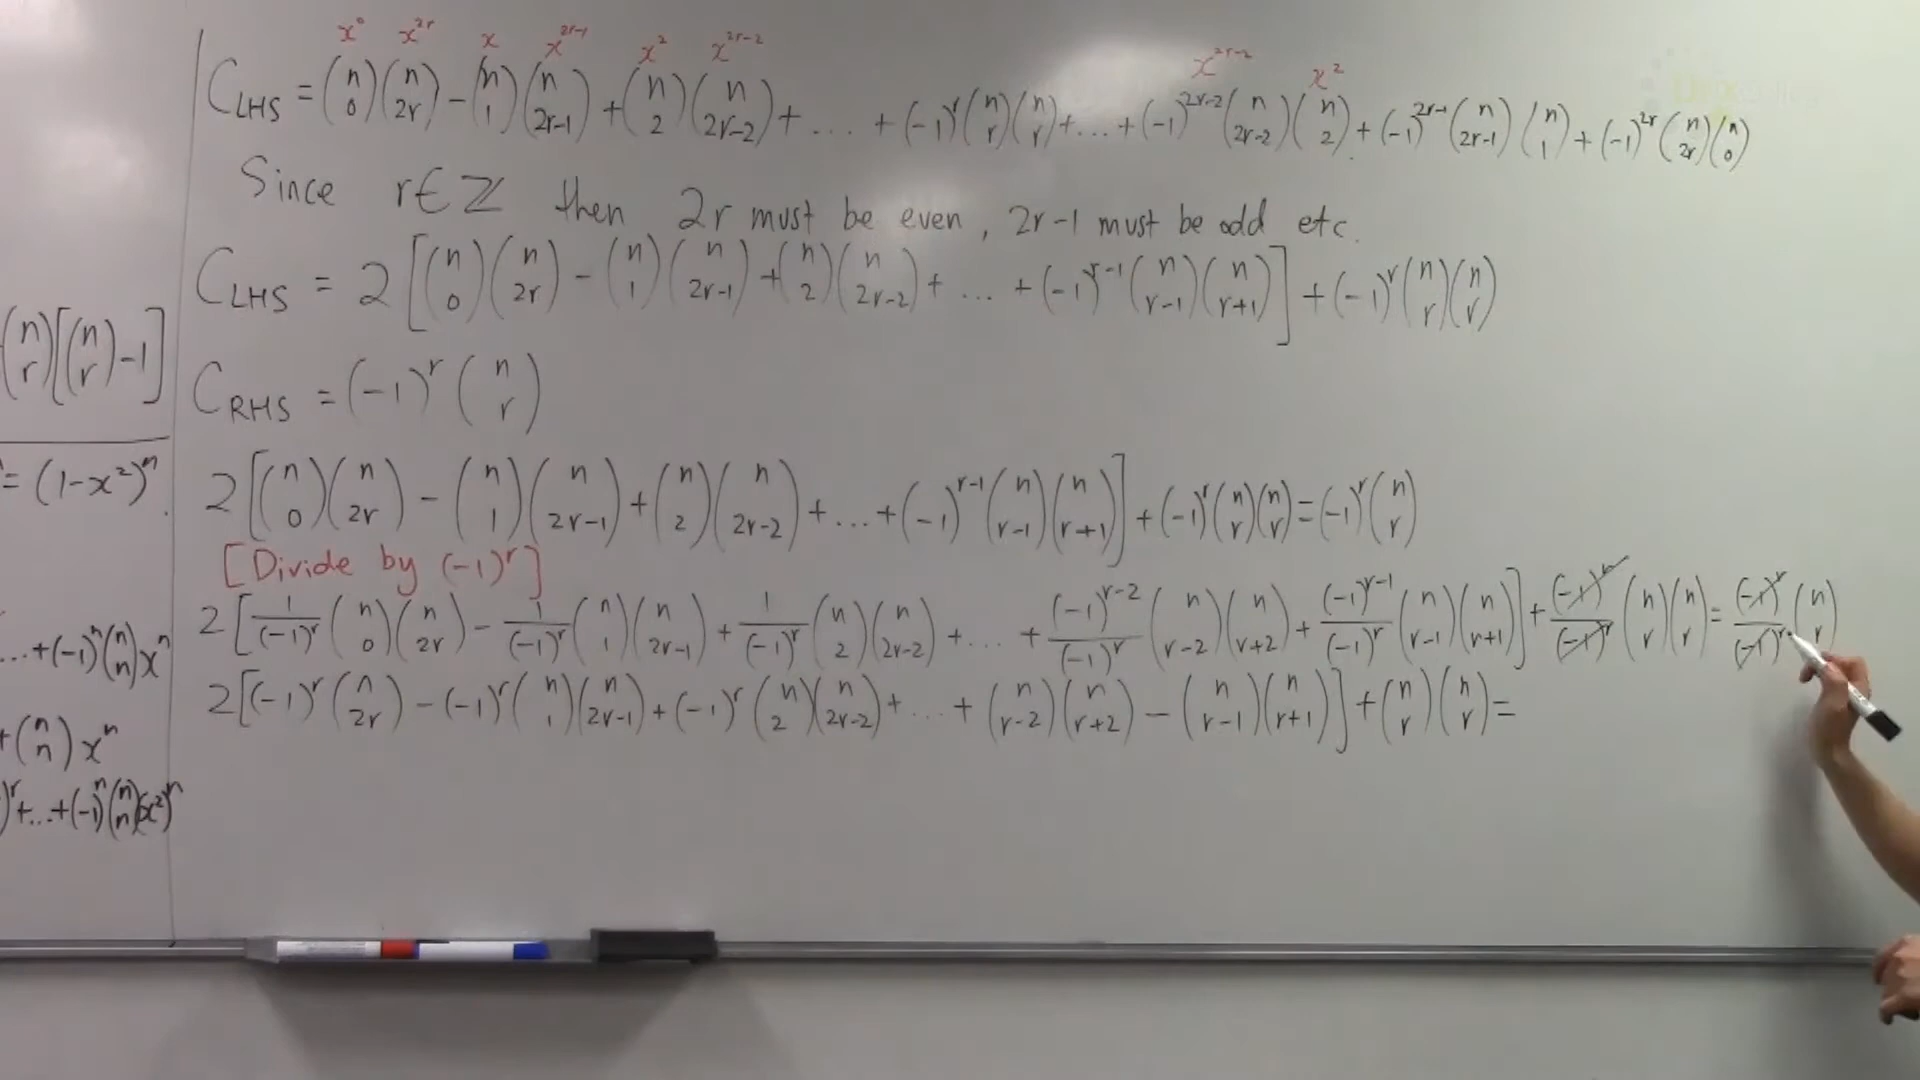 (n r)[(n r)-1]
= (1-x²)ⁿ
...+(-1)ⁿ(n n)xⁿ
+(n n)xⁿ
)ʳ+...+(-1)ⁿ(n n)(x²)ⁿ
x⁰ x²ʳ x x²ʳ⁻¹ x² x²ʳ⁻² x²ʳ⁻² x²
C_LHS = (n 0)(n 2r) - (n 1)(n 2r-1) + (n 2)(n 2r-2) + .... + (-1)ʳ(n r)(n r) + ... + (-1)²ʳ⁻²(n 2r-2)(n 2) + (-1)²ʳ⁻¹(n 2r-1)(n 1) + (-1)²ʳ(n 2r)(n 0)
Since r∈ℤ then 2r must be even, 2r-1 must be odd etc.
C_LHS = 2[(n 0)(n 2r) - (n 1)(n 2r-1) + (n 2)(n 2r-2) + ... + (-1)ʳ⁻¹(n r-1)(n r+1)] + (-1)ʳ(n r)(n r)
C_RHS = (-1)ʳ(n r)
2[(n 0)(n 2r) - (n 1)(n 2r-1) + (n 2)(n 2r-2) + ... + (-1)ʳ⁻¹(n r-1)(n r+1)] + (-1)ʳ(n r)(n r) = (-1)ʳ(n r)
[Divide by (-1)ʳ]
2[1/(-1)ʳ (n 0)(n 2r) - 1/(-1)ʳ (n 1)(n 2r-1) + 1/(-1)ʳ (n 2)(n 2r-2) + ... + (-1)ʳ⁻²/(-1)ʳ (n r-2)(n r+2) + (-1)ʳ⁻¹/(-1)ʳ (n r-1)(n r+1)] + (-1)ʳ/(-1)ʳ (n r)(n r) = (-1)ʳ/(-1)ʳ (n r)
2[(-1)ʳ(n 2r) - (-1)ʳ(n 1)(n 2r-1) + (-1)ʳ(n 2)(n 2r-2) + ... + (n r-2)(n r+2) - (n r-1)(n r+1)] + (n r)(n r) =